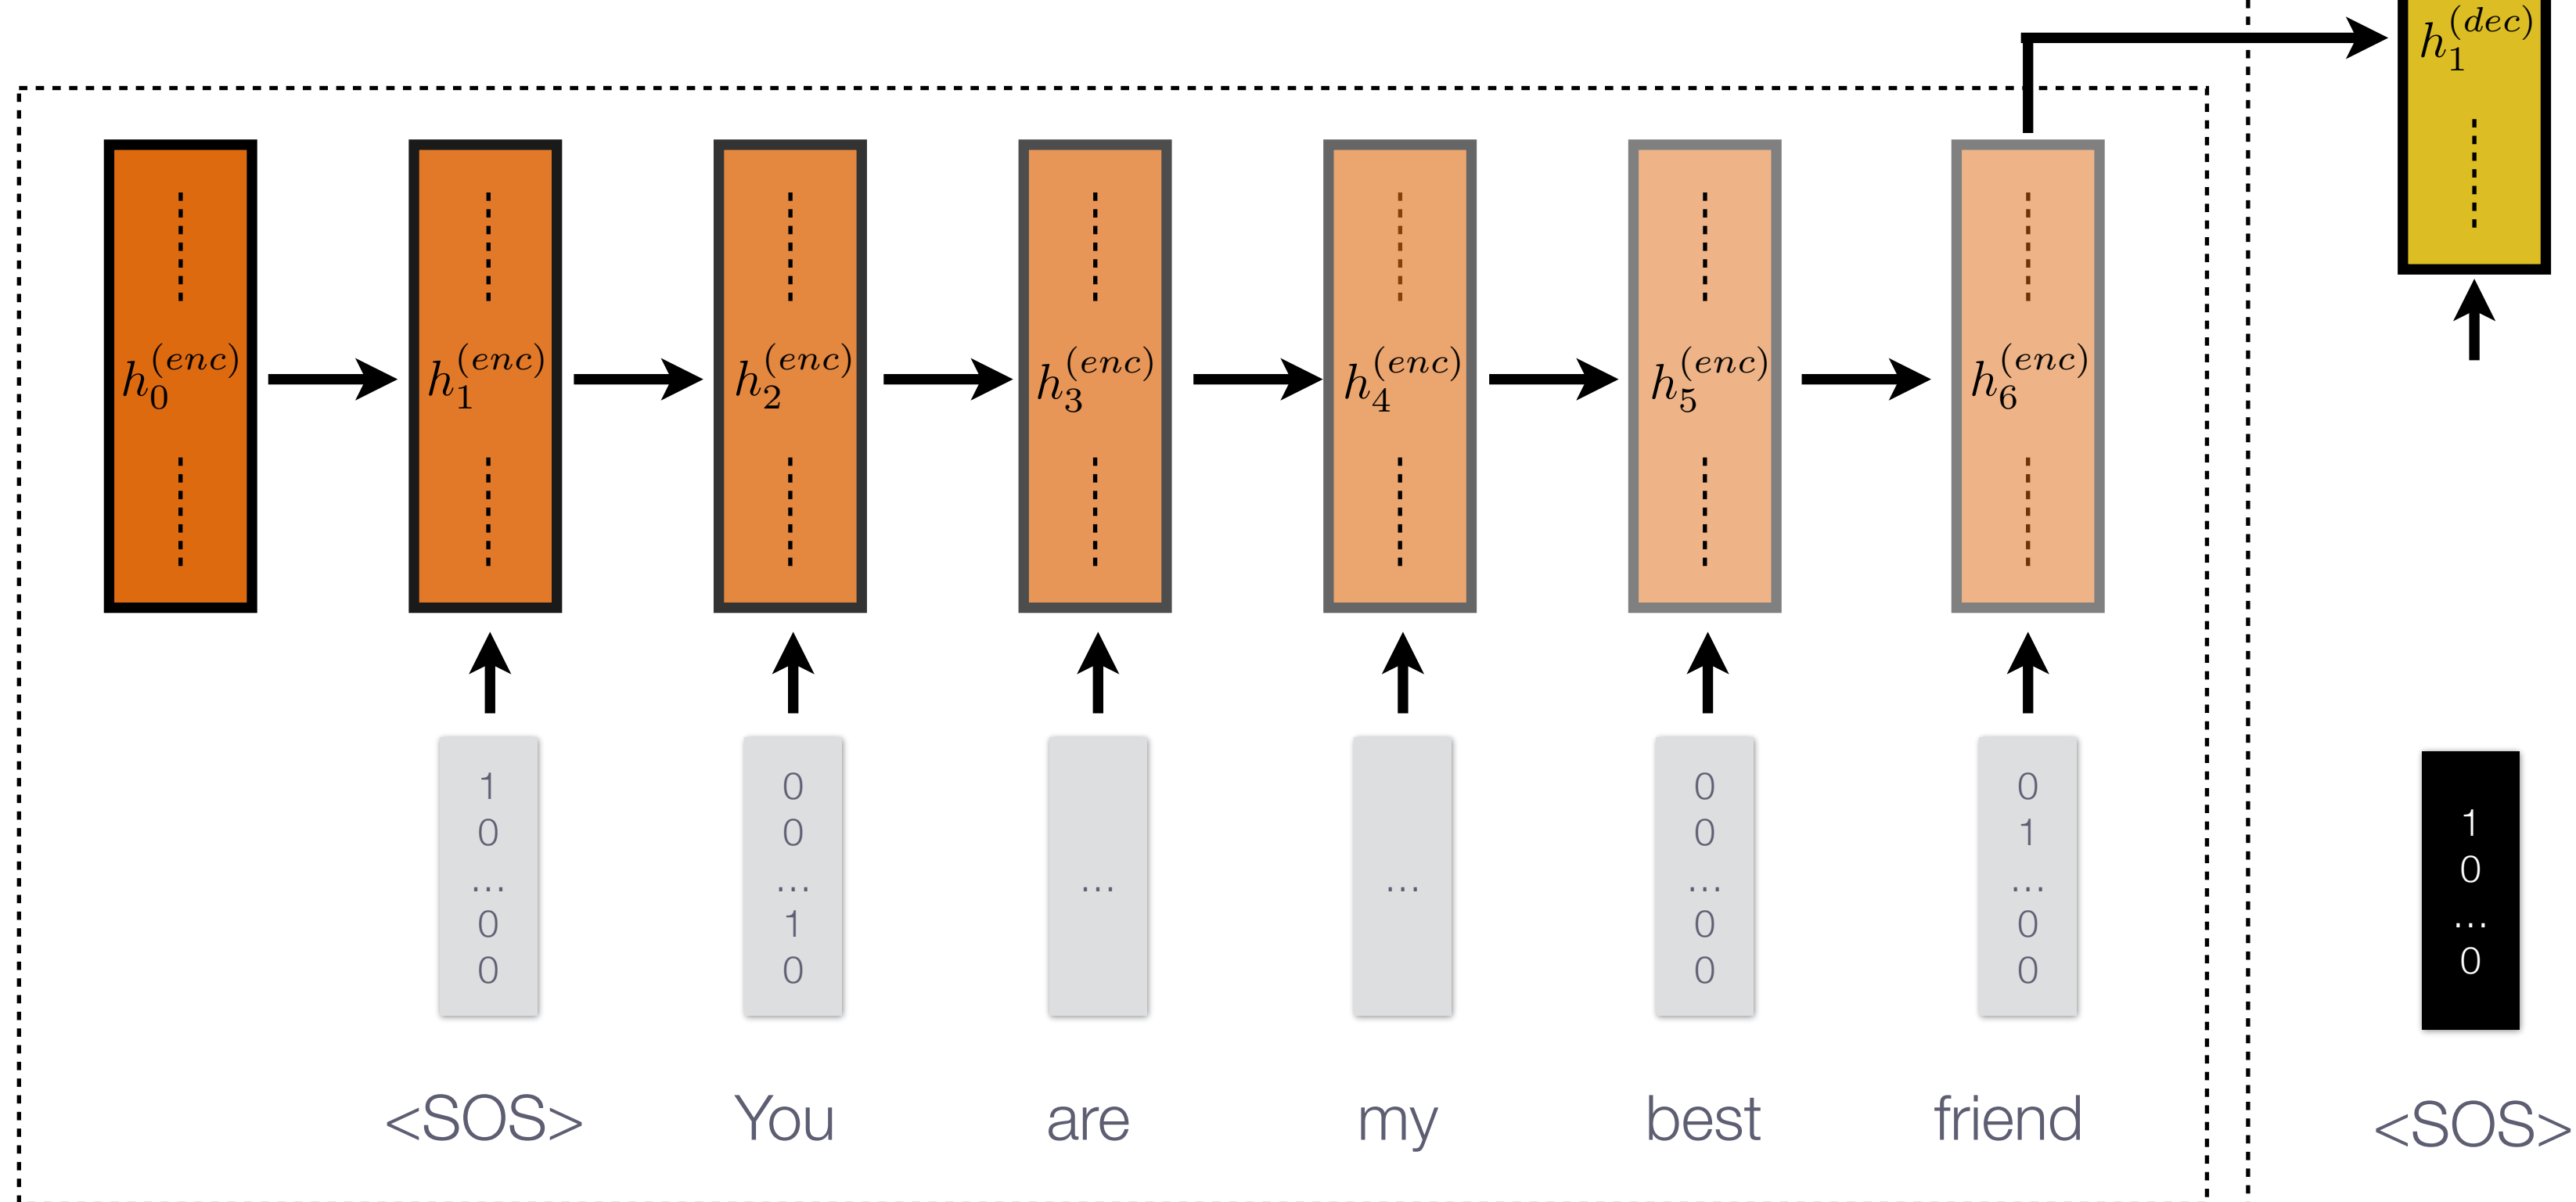 h_1^{(dec)}
h_0^{(enc)} h_1^{(enc)} h_2^{(enc)} h_3^{(enc)} h_4^{(enc)} h_5^{(enc)} h_6^{(enc)}
1 0 0 0
0 0 0 1 1
... ... ... ... ... ... 0
0 1 0 0 ...
0 0 0 0 0
<SOS> You are my best friend <SOS>